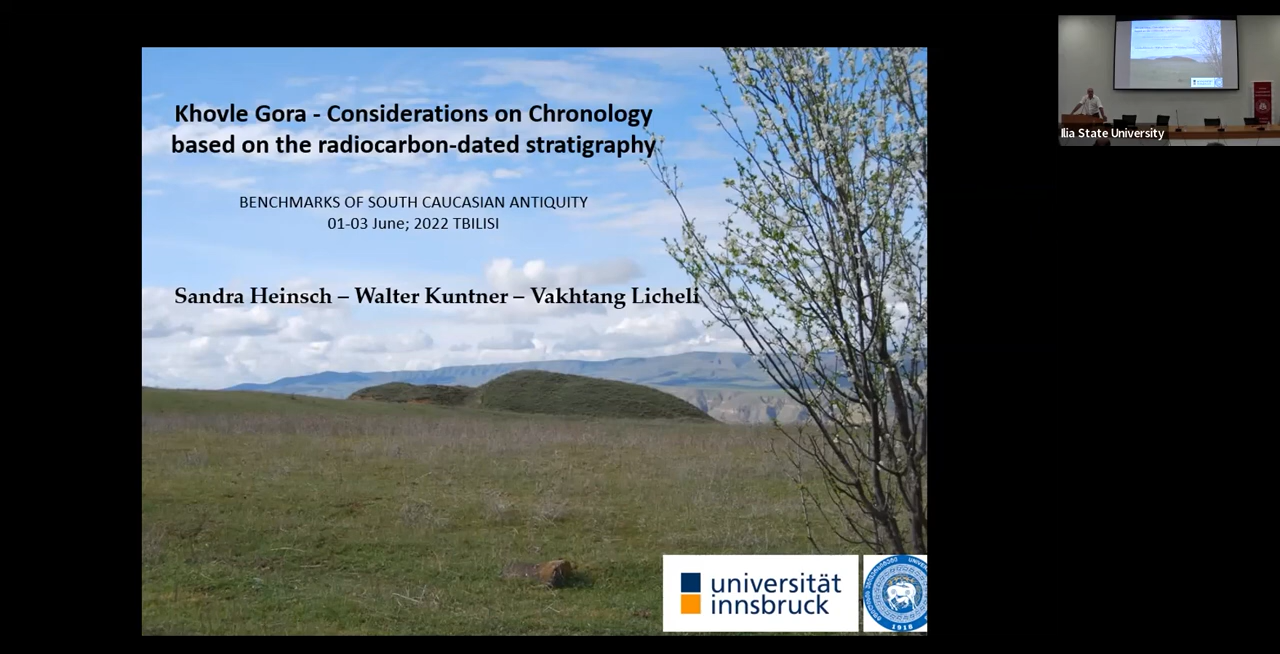 Khovle Gora - Considerations on Chronology
based on the radiocarbon-dated stratigraphy
BENCHMARKS OF SOUTH CAUCASIAN ANTIQUITY
01-03 June; 2022 TBILISI
Sandra Heinsch – Walter Kuntner – Vakhtang Licheli
universität
innsbruck
1918
Ilia State University